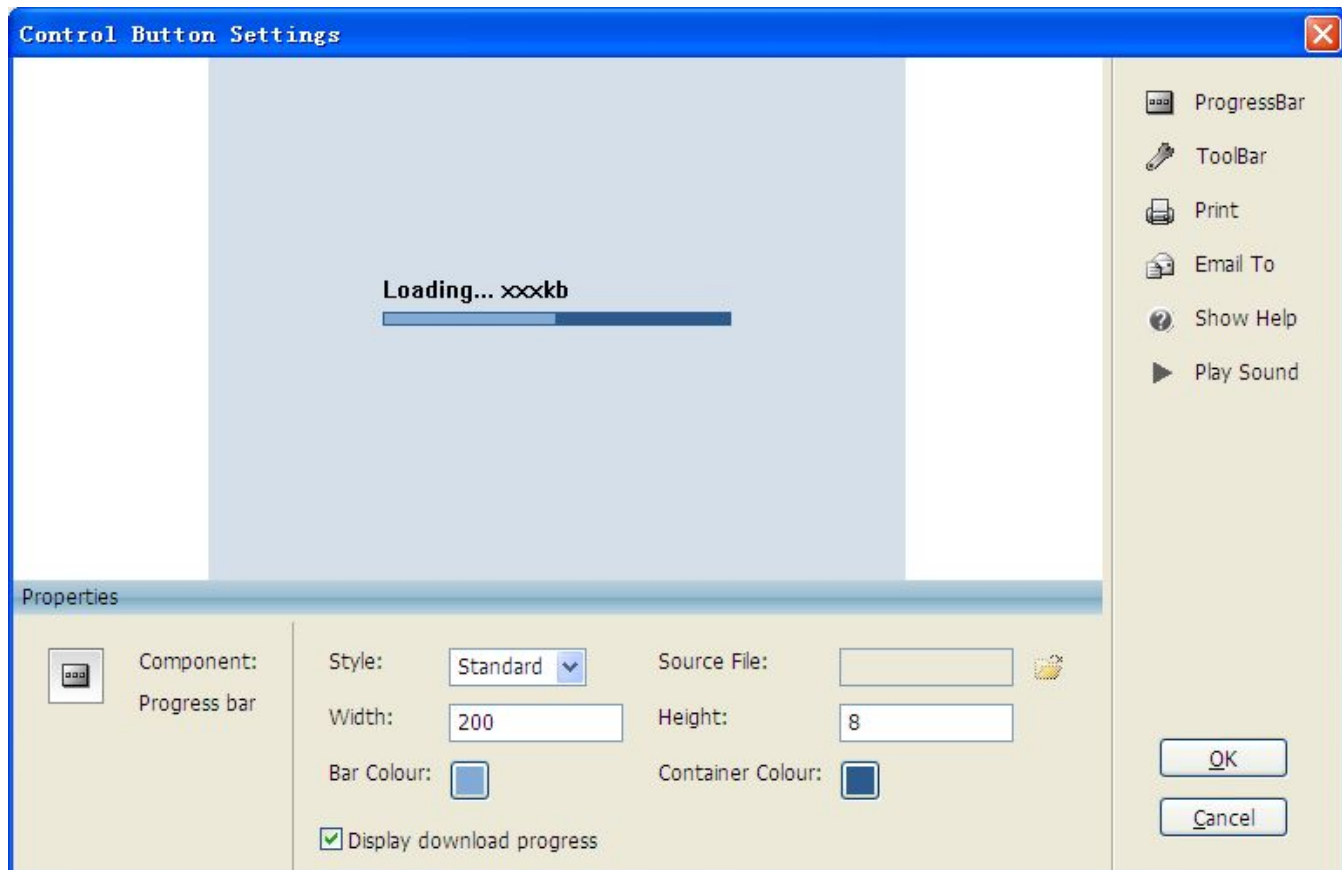 Control Button Settings
Loading... xxxkb
ProgressBar
ToolBar
Print
Email To
Show Help
Play Sound
Properties
Component:
Progress bar
Style:
Standard
Source File:
Width:
200
Height:
8
Bar Colour:
Container Colour:
Display download progress
OK
Cancel